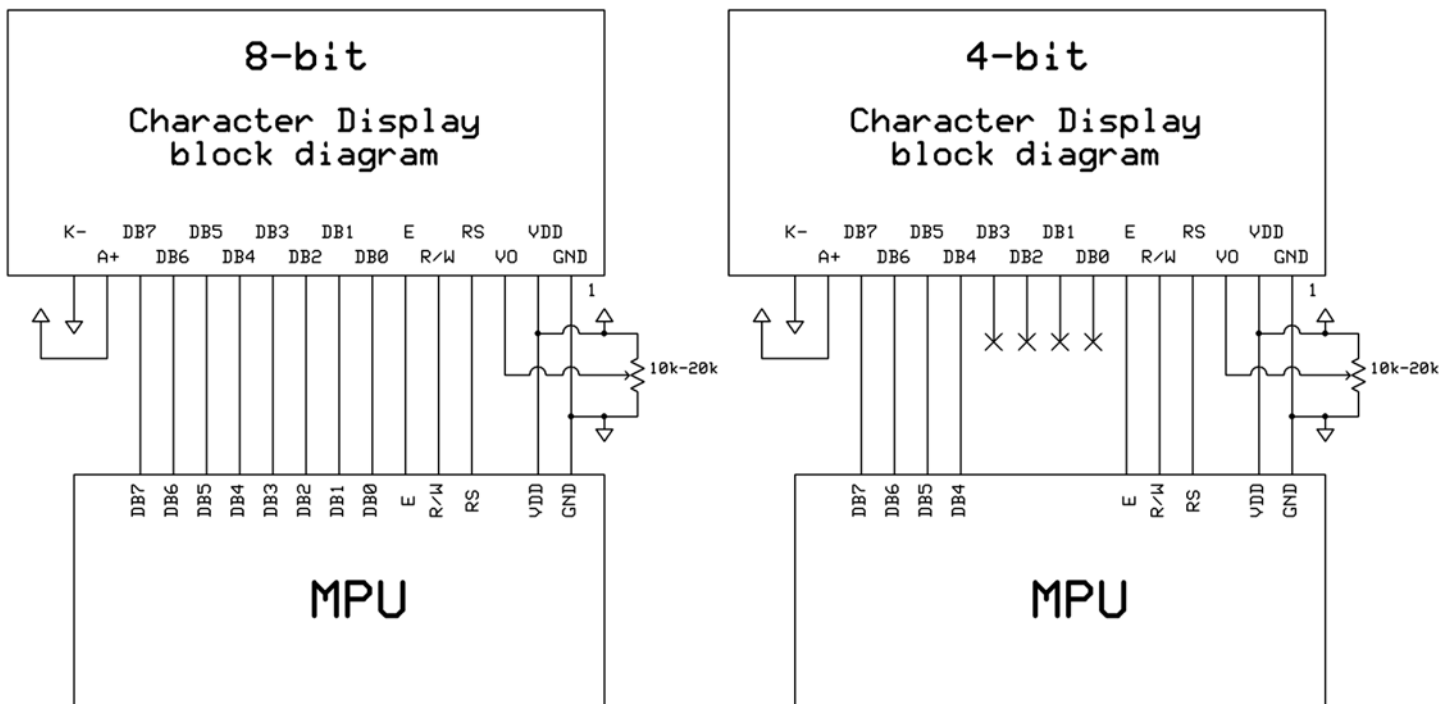 8-bit
Character Display
block diagram
K- DB7 DB5 DB3 DB1 E RS VDD
A+ DB6 DB4 DB2 DB0 R/W VO GND
1
10k-20k
DB7 DB6 DB5 DB4 DB3 DB2 DB1 DB0 E R/W RS VDD GND
MPU
4-bit
Character Display
block diagram
K- DB7 DB5 DB3 DB1 E RS VDD
A+ DB6 DB4 DB2 DB0 R/W VO GND
1
10k-20k
DB7 DB6 DB5 DB4 E R/W RS VDD GND
MPU